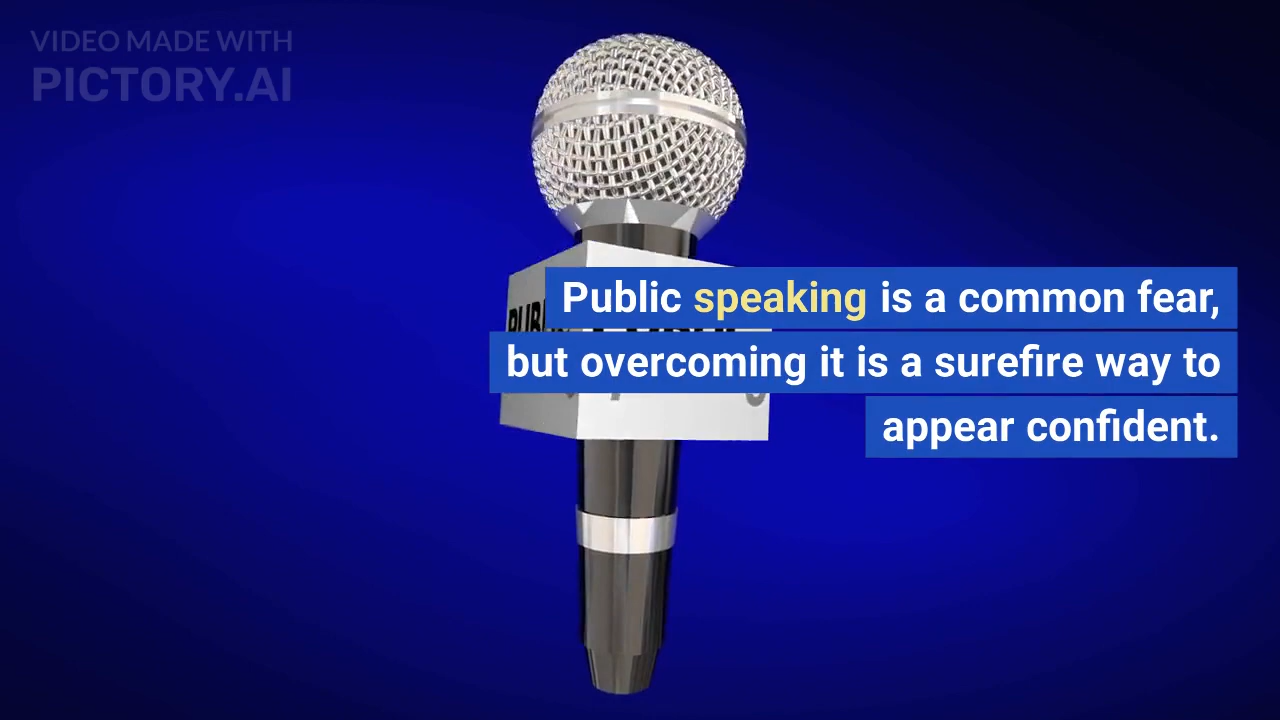 VIDEO MADE WITH
PICTORY.AI
Public speaking is a common fear,
but overcoming it is a surefire way to
appear confident.